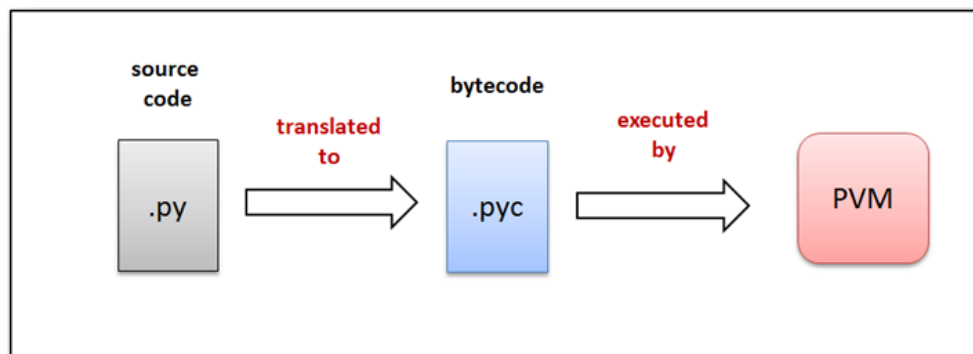 source
code
translated
to
bytecode
executed
by
.py
.pyc
PVM